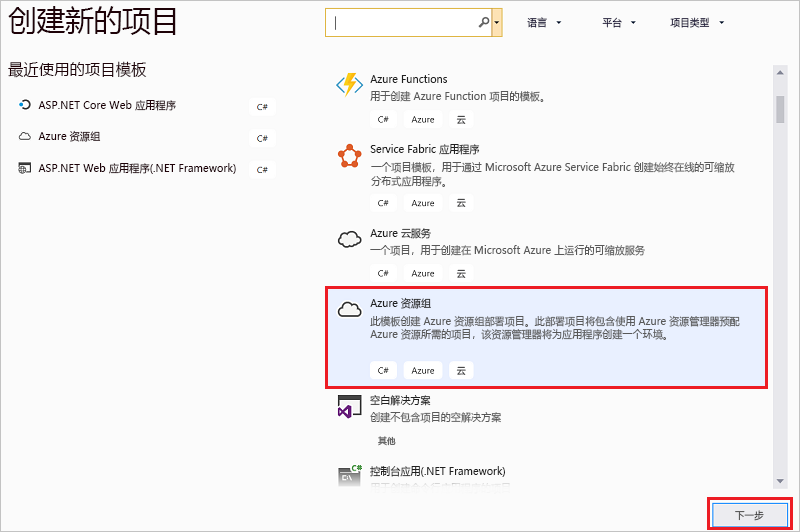 创建新的项目
语言
平台
项目类型
最近使用的项目模板
ASP.NET Core Web 应用程序
C#
Azure 资源组
C#
ASP.NET Web 应用程序(.NET Framework)
C#
Azure Functions
用于创建 Azure Function 项目的模板。
C# Azure 云
Service Fabric 应用程序
一个项目模板，用于通过 Microsoft Azure Service Fabric 创建始终在线的可缩放
分布式应用程序。
C# Azure 云
Azure 云服务
一个项目，用于创建在 Microsoft Azure 上运行的可缩放服务
C# Azure 云
Azure 资源组
此模板创建 Azure 资源组部署项目。此部署项目将包含使用 Azure 资源管理器预配
Azure 资源所需的项目，该资源管理器将为应用程序创建一个环境。
C# Azure 云
空白解决方案
创建不包含项目的空解决方案
其他
C#
控制台应用(.NET Framework)
下一步